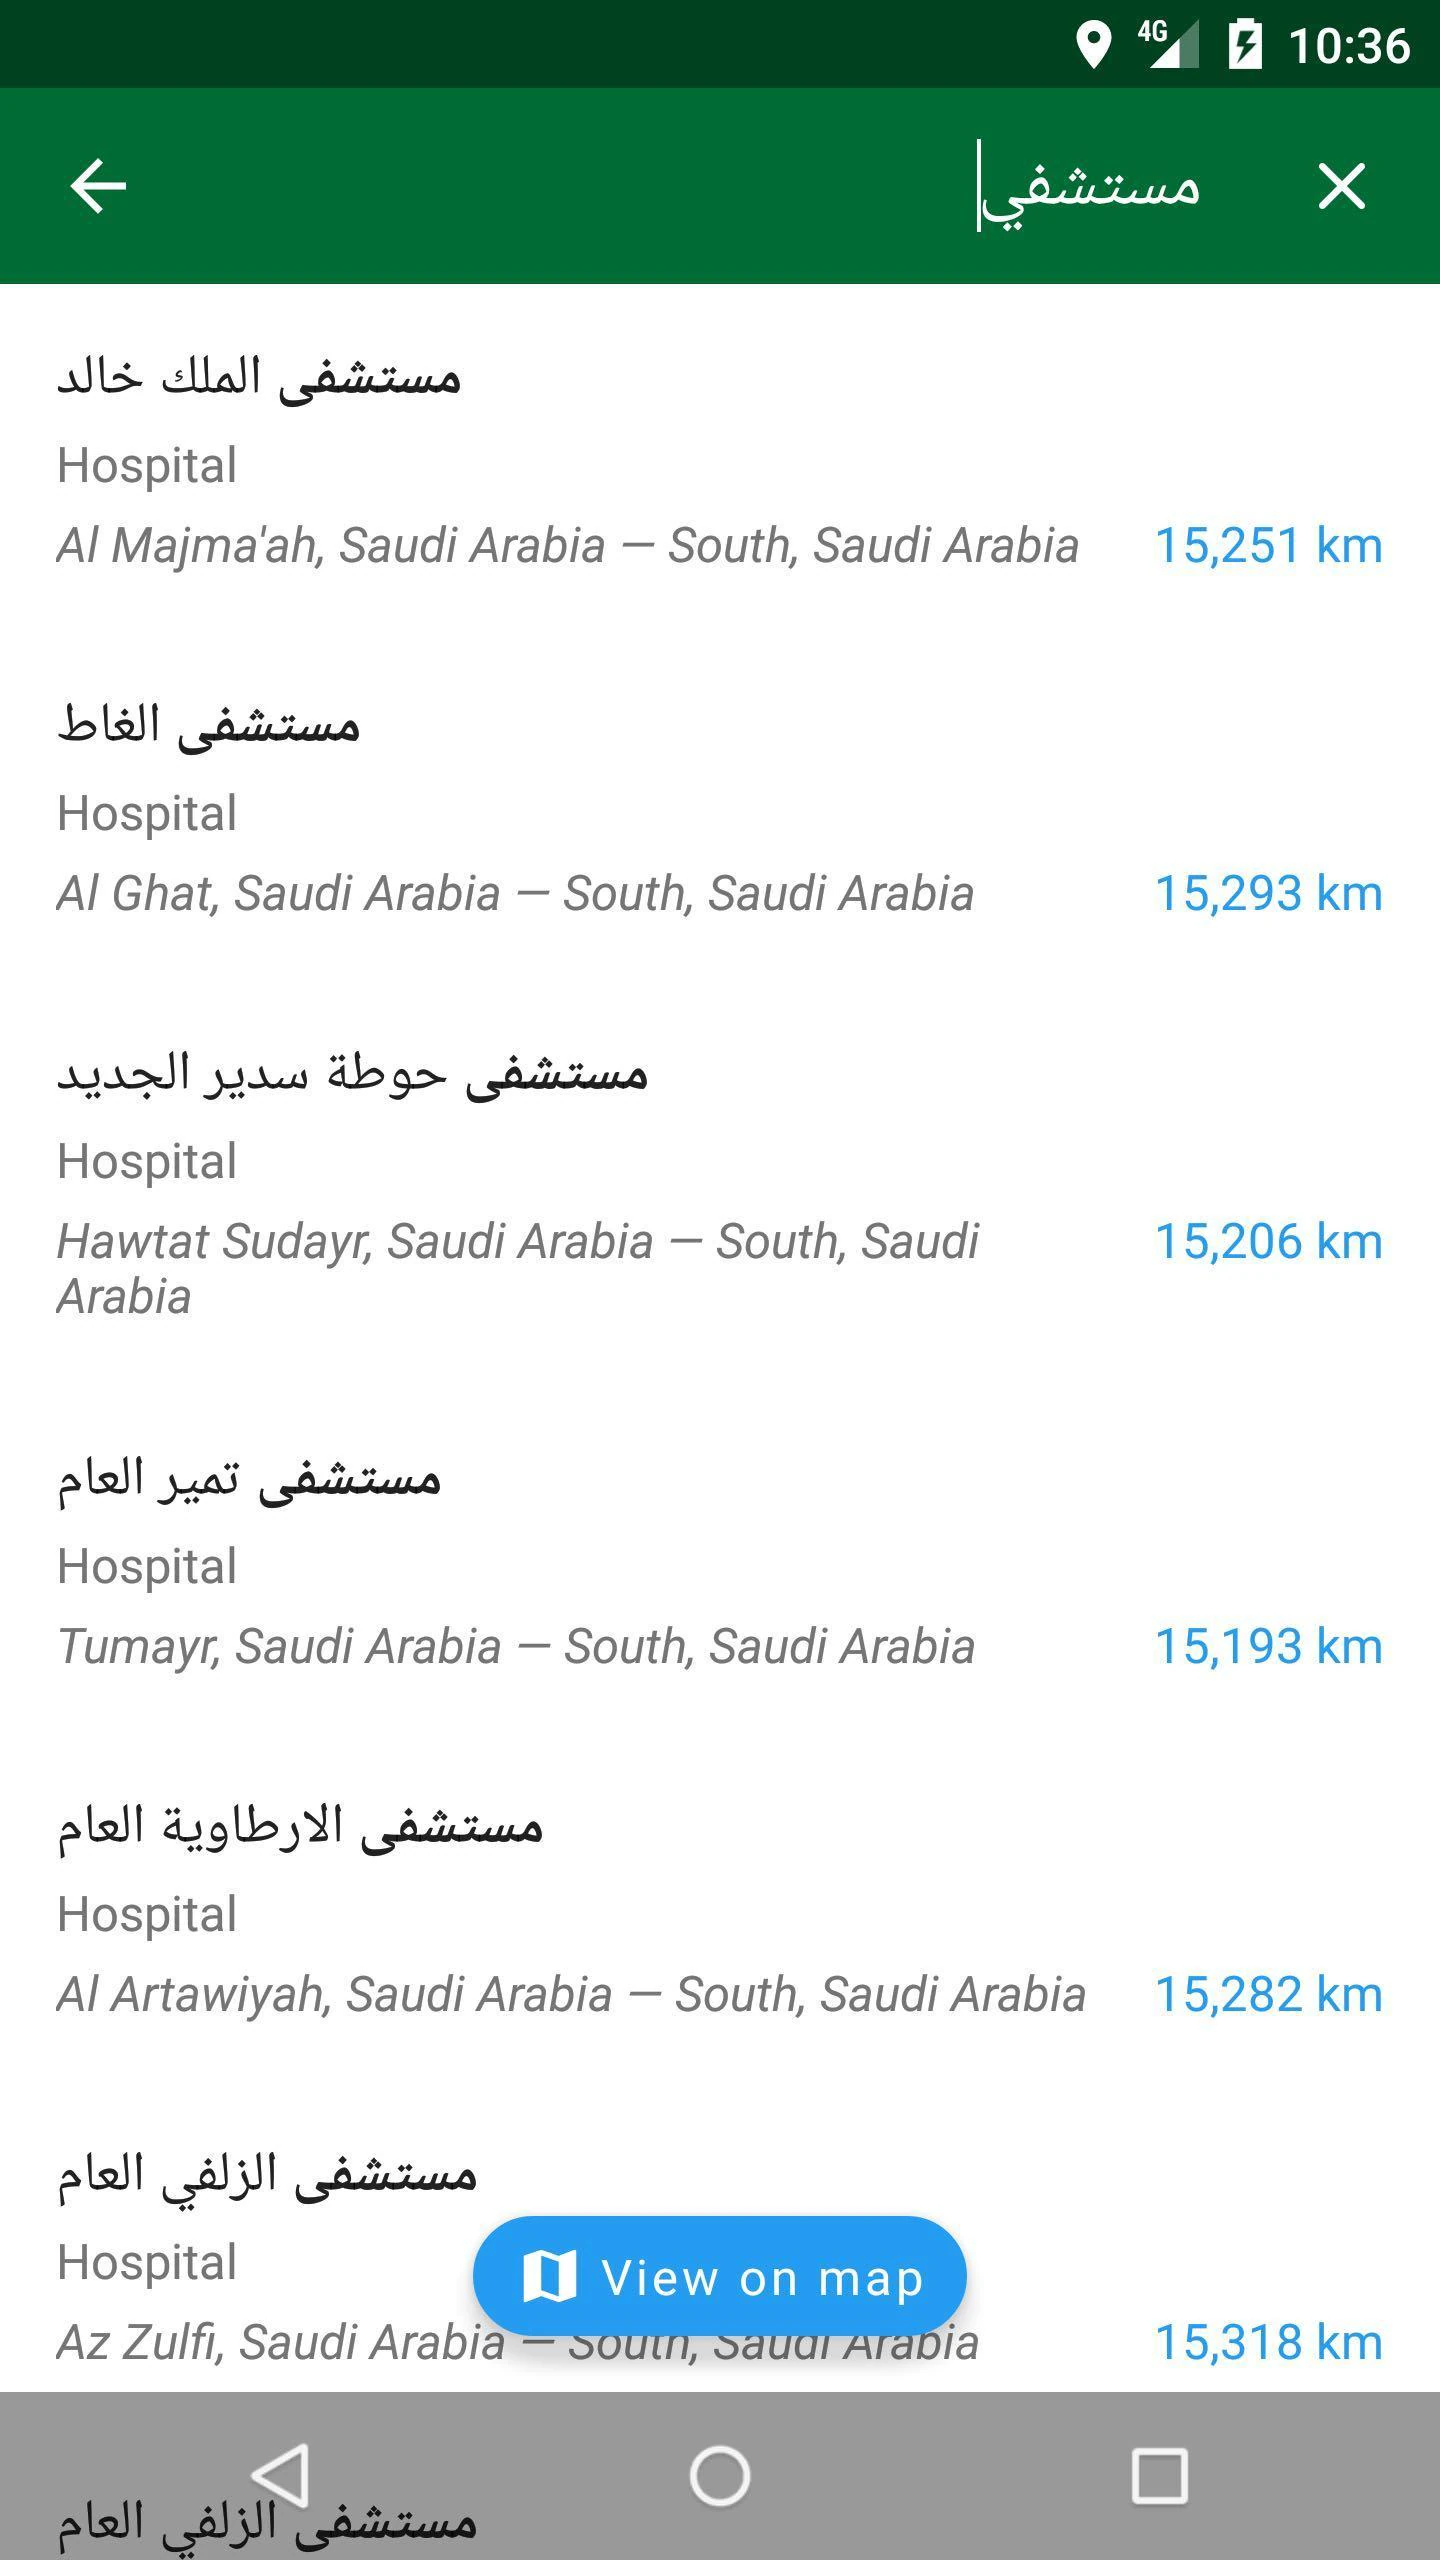 4G 10:36
مستشفي
مستشفى الملك خالد
Hospital
Al Majma'ah, Saudi Arabia — South, Saudi Arabia 15,251 km
مستشفى الغاط
Hospital
Al Ghat, Saudi Arabia — South, Saudi Arabia 15,293 km
مستشفى حوطة سدير الجديد
Hospital
Hawtat Sudayr, Saudi Arabia — South, Saudi 15,206 km
Arabia
مستشفى تمير العام
Hospital
Tumayr, Saudi Arabia — South, Saudi Arabia 15,193 km
مستشفى الارطاوية العام
Hospital
Al Artawiyah, Saudi Arabia — South, Saudi Arabia 15,282 km
مستشفى الزلفي العام
Hospital
View on map
Az Zulfi, Saudi Arabia — South, Saudi Arabia 15,318 km
مستشفى الزلفي العام